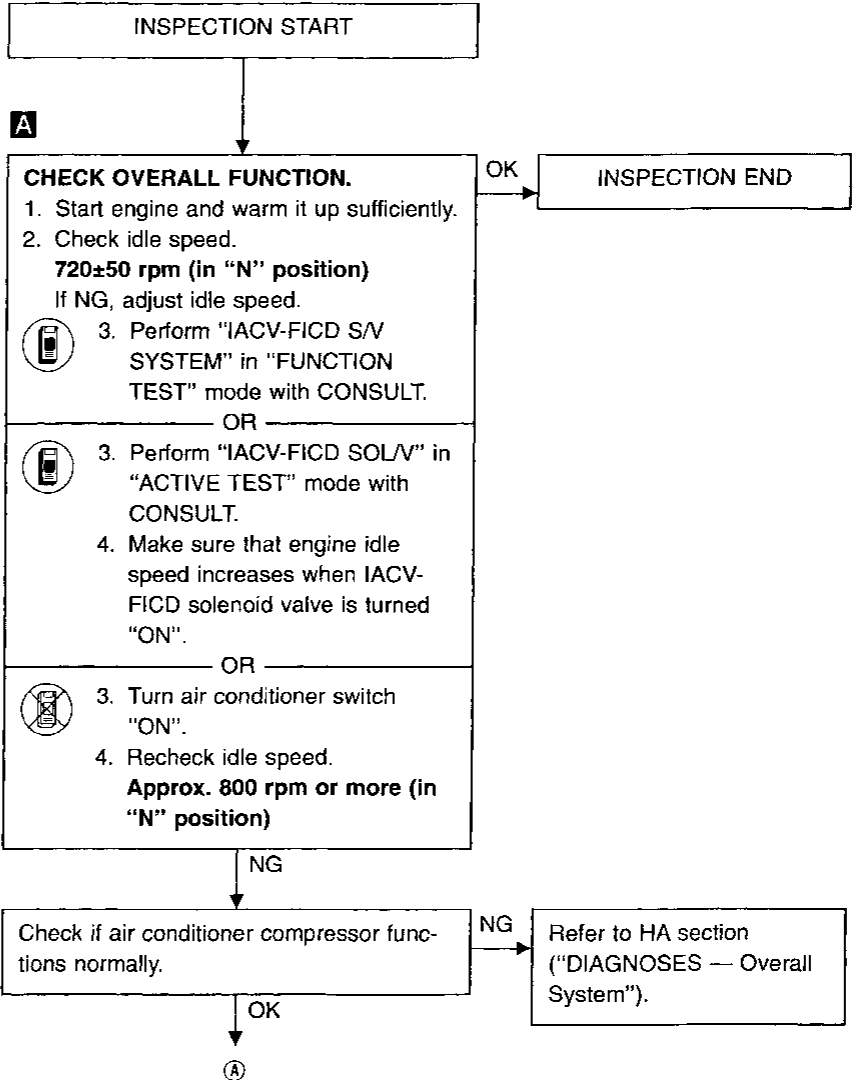 INSPECTION START
A
CHECK OVERALL FUNCTION.
1. Start engine and warm it up sufficiently.
2. Check idle speed.
720±50 rpm (in “N” position)
If NG, adjust idle speed.
3. Perform “IACV-FICD S/V
SYSTEM” in “FUNCTION
TEST” mode with CONSULT.
OR
3. Perform “IACV-FICD SOL/V” in
“ACTIVE TEST” mode with
CONSULT.
4. Make sure that engine idle
speed increases when IACV-
FICD solenoid valve is turned
“ON”.
OR
3. Turn air conditioner switch
“ON”.
4. Recheck idle speed.
Approx. 800 rpm or more (in
“N” position)
OK
INSPECTION END
NG
Check if air conditioner compressor func-
tions normally.
NG
Refer to HA section
(“DIAGNOSES — Overall
System”).
OK
Ⓐ